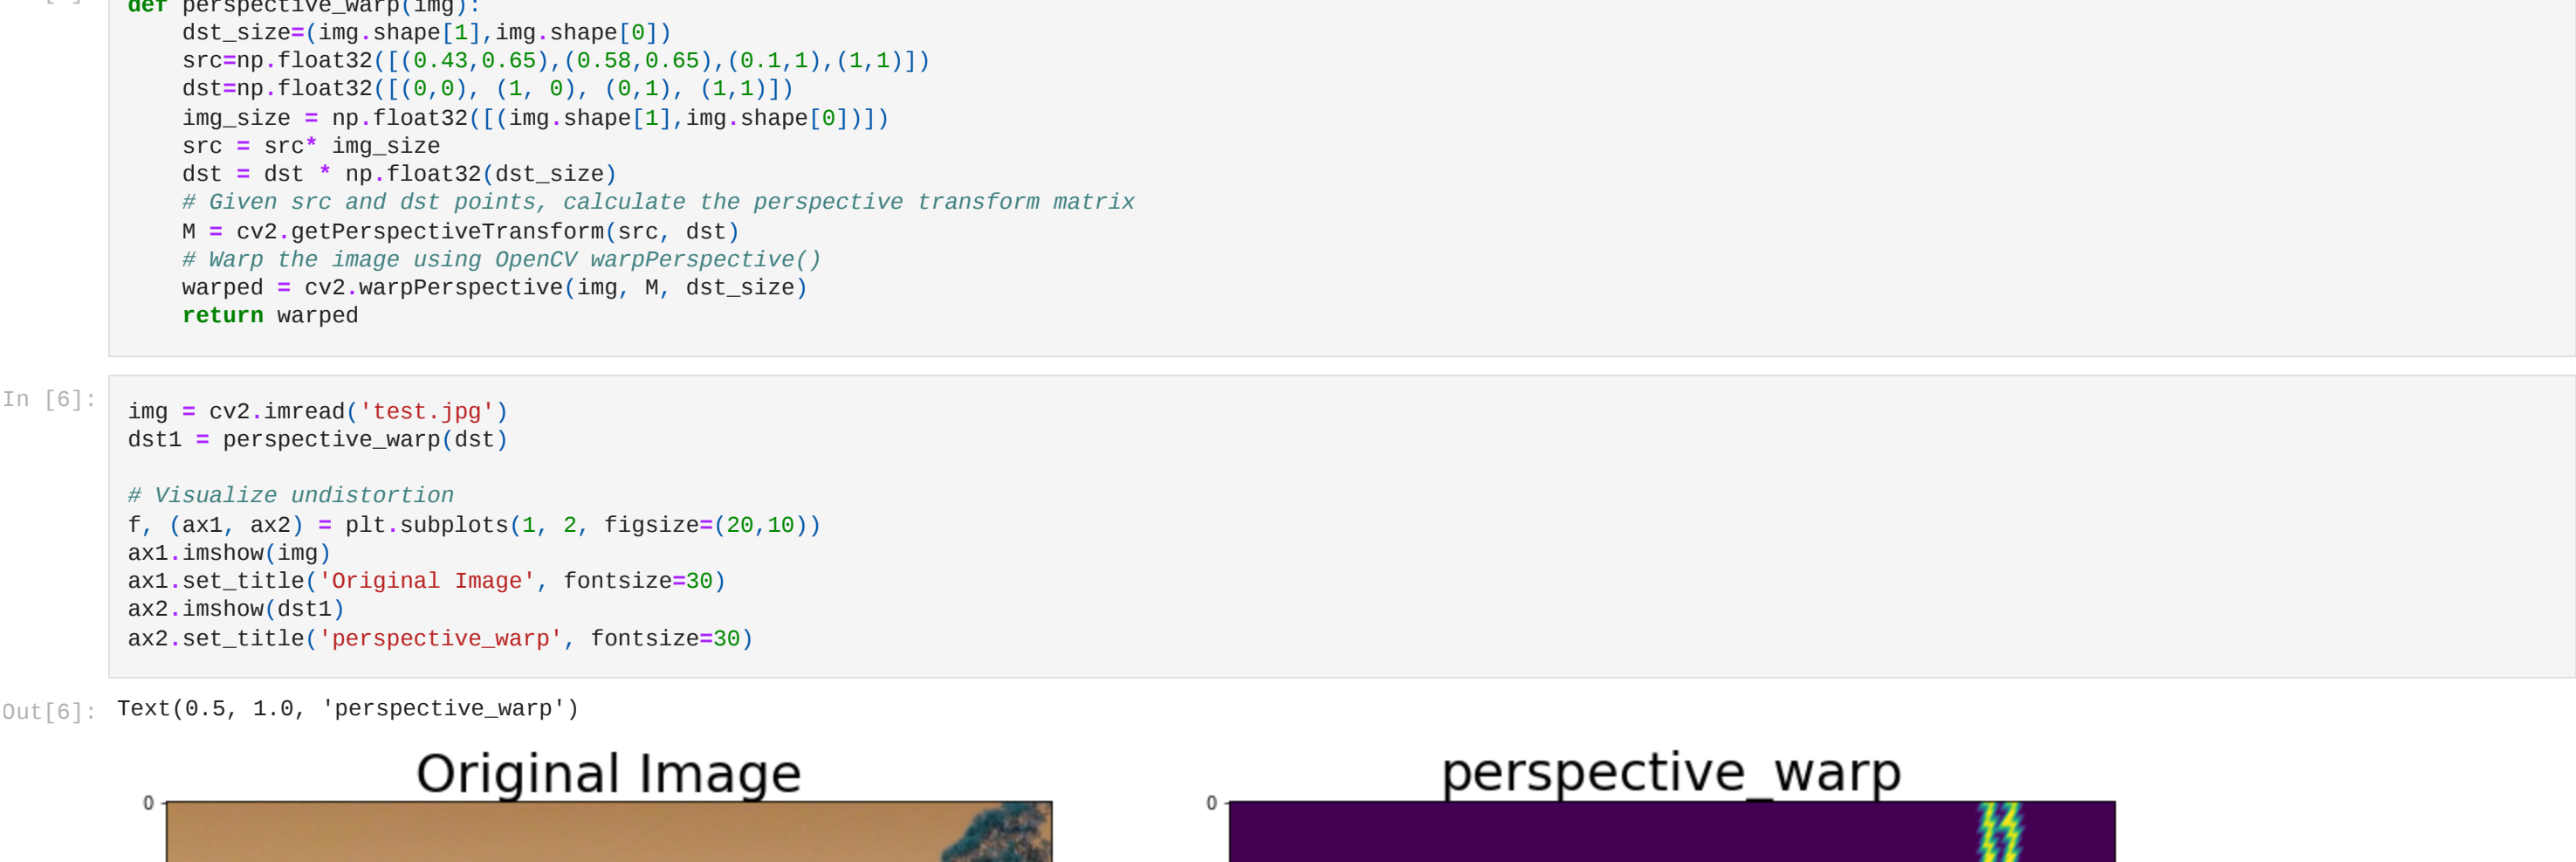 def perspective_warp(img):
    dst_size=(img.shape[1],img.shape[0])
    src=np.float32([(0.43,0.65),(0.58,0.65),(0.1,1),(1,1)])
    dst=np.float32([(0,0), (1, 0), (0,1), (1,1)])
    img_size = np.float32([(img.shape[1],img.shape[0])])
    src = src* img_size
    dst = dst * np.float32(dst_size)
    # Given src and dst points, calculate the perspective transform matrix
    M = cv2.getPerspectiveTransform(src, dst)
    # Warp the image using OpenCV warpPerspective()
    warped = cv2.warpPerspective(img, M, dst_size)
    return warped
In [6]:
img = cv2.imread('test.jpg')
dst1 = perspective_warp(dst)
# Visualize undistortion
f, (ax1, ax2) = plt.subplots(1, 2, figsize=(20,10))
ax1.imshow(img)
ax1.set_title('Original Image', fontsize=30)
ax2.imshow(dst1)
ax2.set_title('perspective_warp', fontsize=30)
Out[6]: Text(0.5, 1.0, 'perspective_warp')
Original Image
perspective_warp
0
0